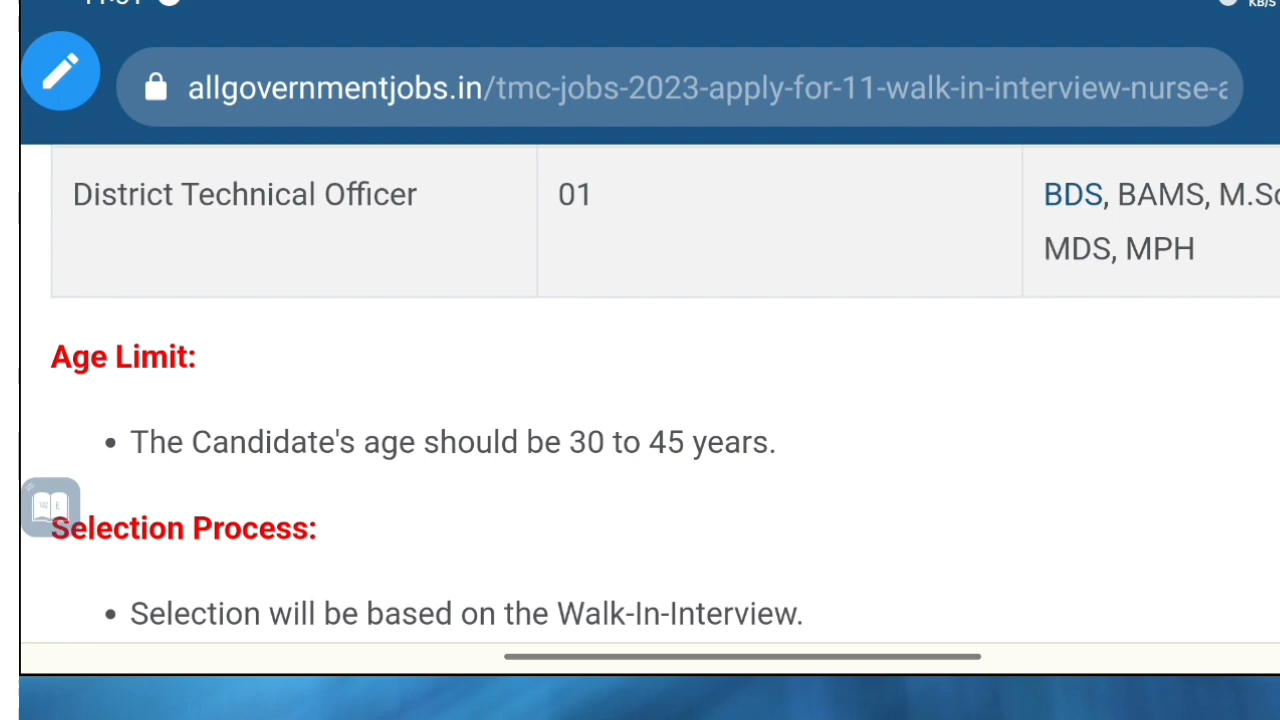 KB/S
allgovernmentjobs.in/tmc-jobs-2023-apply-for-11-walk-in-interview-nurse-a
District Technical Officer
01
BDS, BAMS, M.Sc
MDS, MPH
Age Limit:
• The Candidate's age should be 30 to 45 years.
Selection Process:
• Selection will be based on the Walk-In-Interview.